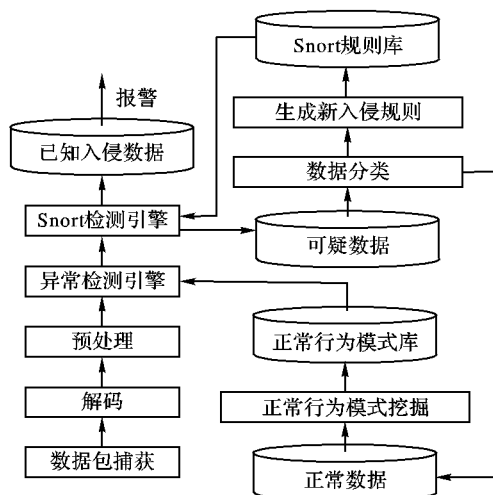 Snort规则库
报警
生成新入侵规则
已知入侵数据
数据分类
Snort检测引擎
可疑数据
异常检测引擎
预处理
正常行为模式库
解码
正常行为模式挖掘
数据包捕获
正常数据